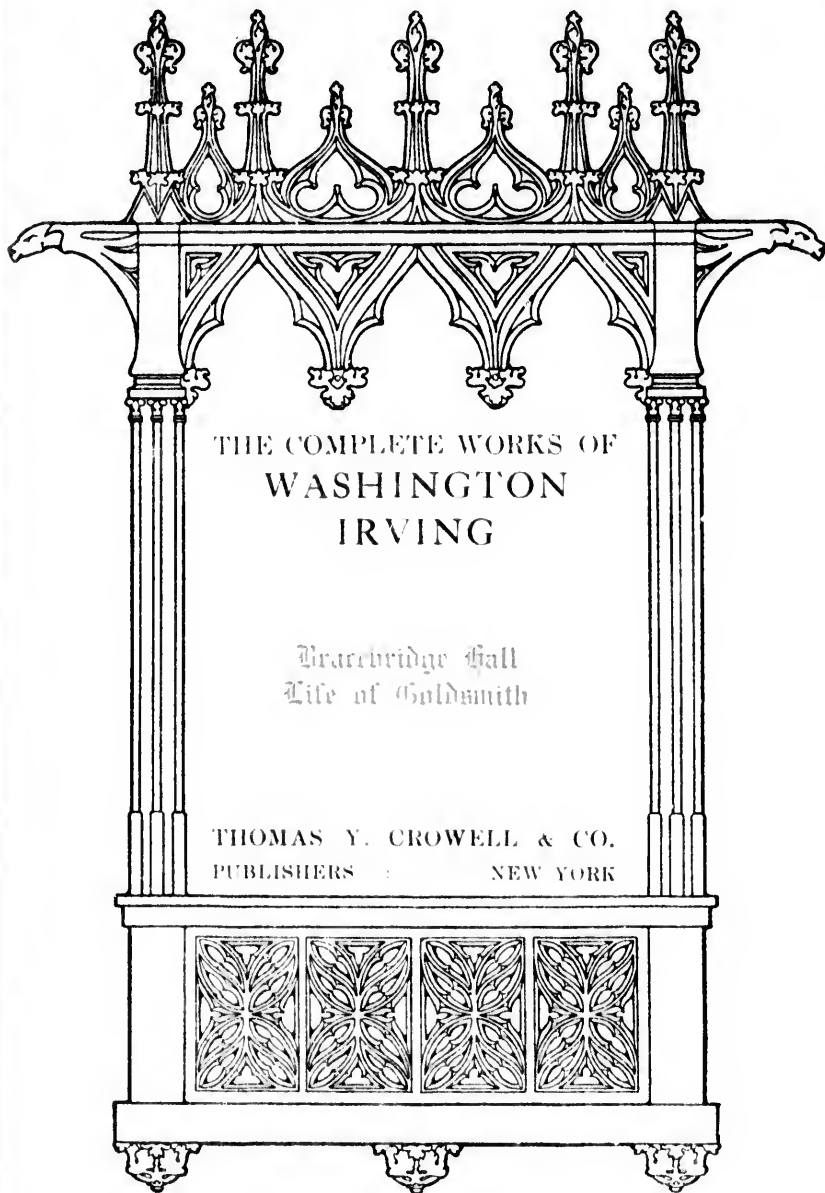 THE COMPLETE WORKS OF
WASHINGTON
IRVING
Bracebridge Hall
Life of Goldsmith
THOMAS Y. CROWELL & CO.
PUBLISHERS : NEW YORK